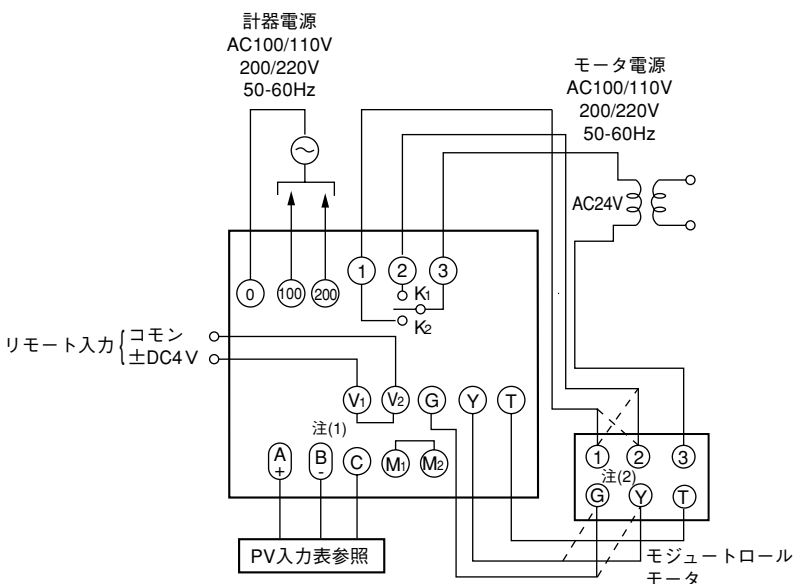 計器電源
AC100/110V
200/220V
50-60Hz
モータ電源
AC100/110V
200/220V
50-60Hz
AC24V
1 2 3
0 100 200
K1
K2
リモート入力
コモン
±DC4V
V1 V2 G Y T
注(1)
A + B - C M1 M2
1 2 3
注(2)
G Y T
PV入力表参照
モジュートロール
モータ